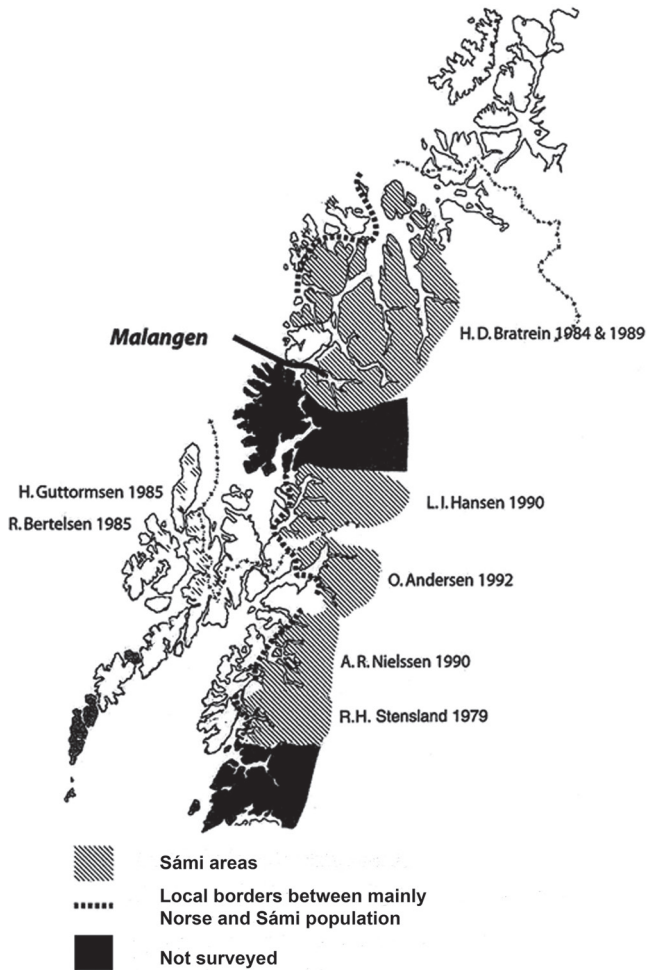 H.D.Bratrein 1984 & 1989
Malangen
H.Guttormsen 1985
R.Bertelsen 1985
L.I.Hansen 1990
O.Andersen 1992
A.R.Nielssen 1990
R.H. Stensland 1979
Sámi areas
Local borders between mainly
Norse and Sámi population
Not surveyed